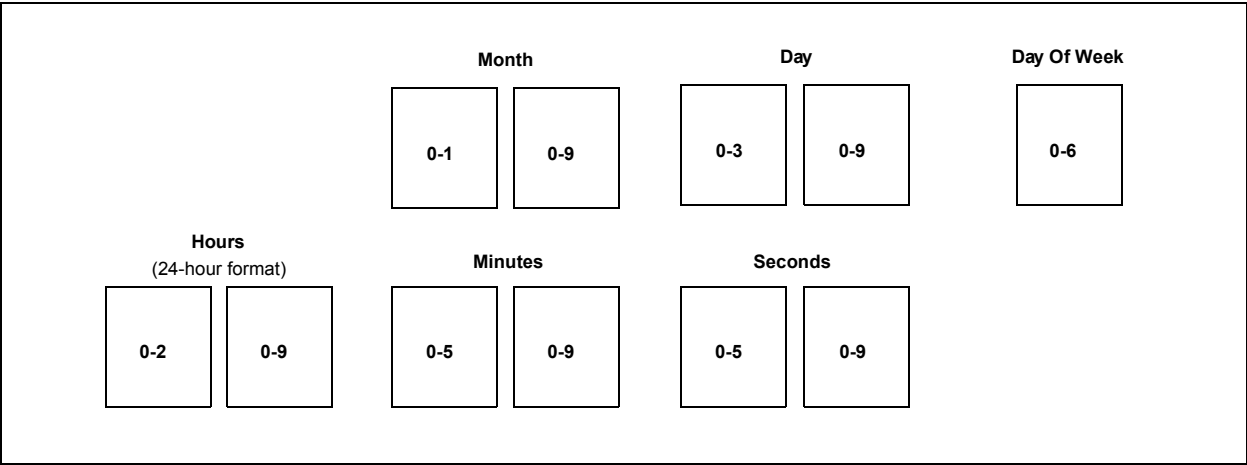 Month Day Day Of Week
0-1 0-9 0-3 0-9 0-6
Hours
(24-hour format)
Minutes Seconds
0-2 0-9 0-5 0-9 0-5 0-9